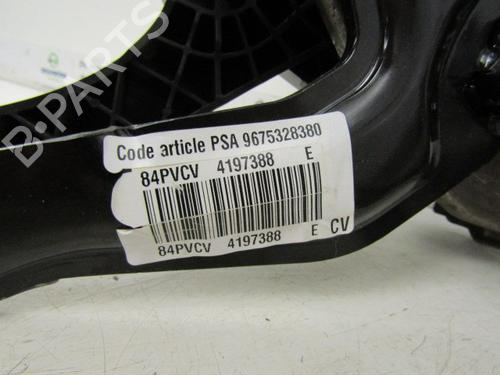 B-PARTS
Code article PSA 9675328380
84PVCV 4197388 E
84PVCV 4197388 E CV